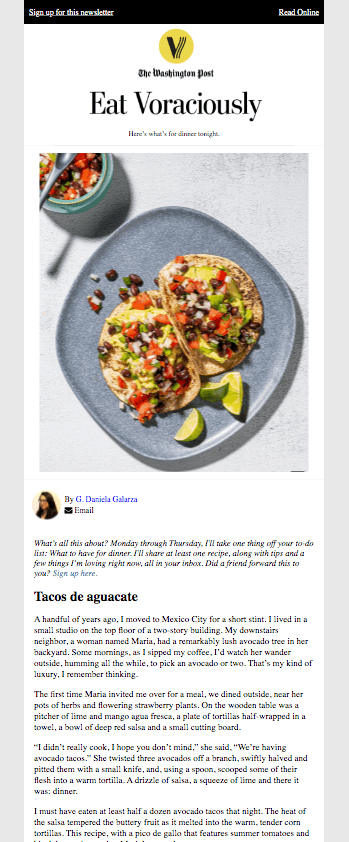 Sign up for this newsletter Read Online
The Washington Post
Eat Voraciously
Here's what's for dinner tonight.
By G. Daniela Galarza
Email
What's all this about? Monday through Thursday, I'll take one thing off your to-do
list: What to have for dinner. I'll share at least one recipe, along with tips and a
few things I'm loving right now, all in your inbox. Did a friend forward this to
you? Sign up here.
Tacos de aguacate
A handful of years ago, I moved to Mexico City for a short stint. I lived in a
small studio on the top floor of a two-story building. My downstairs
neighbor, a woman named Maria, had a remarkably lush avocado tree in her
backyard. Some mornings, as I sipped my coffee, I'd watch her wander
outside, humming all the while, to pick an avocado or two. That's my kind of
luxury, I remember thinking.
The first time Maria invited me over for a meal, we dined outside, near her
pots of herbs and flowering strawberry plants. On the wooden table was a
pitcher of lime and mango agua fresca, a plate of tortillas half-wrapped in a
towel, a bowl of deep red salsa and a small cutting board.
“I didn't really cook, I hope you don't mind,” she said, “We're having
avocado tacos.” She twisted three avocados off a branch, swiftly halved and
pitted them with a small knife, and, using a spoon, scooped some of their
flesh into a warm tortilla. A drizzle of salsa, a squeeze of lime and there it
was: dinner.
I must have eaten at least half a dozen avocado tacos that night. The heat of
the salsa tempered the buttery fruit as it melted into the warm, tender corn
tortillas. This recipe, with a pico de gallo that features summer tomatoes and